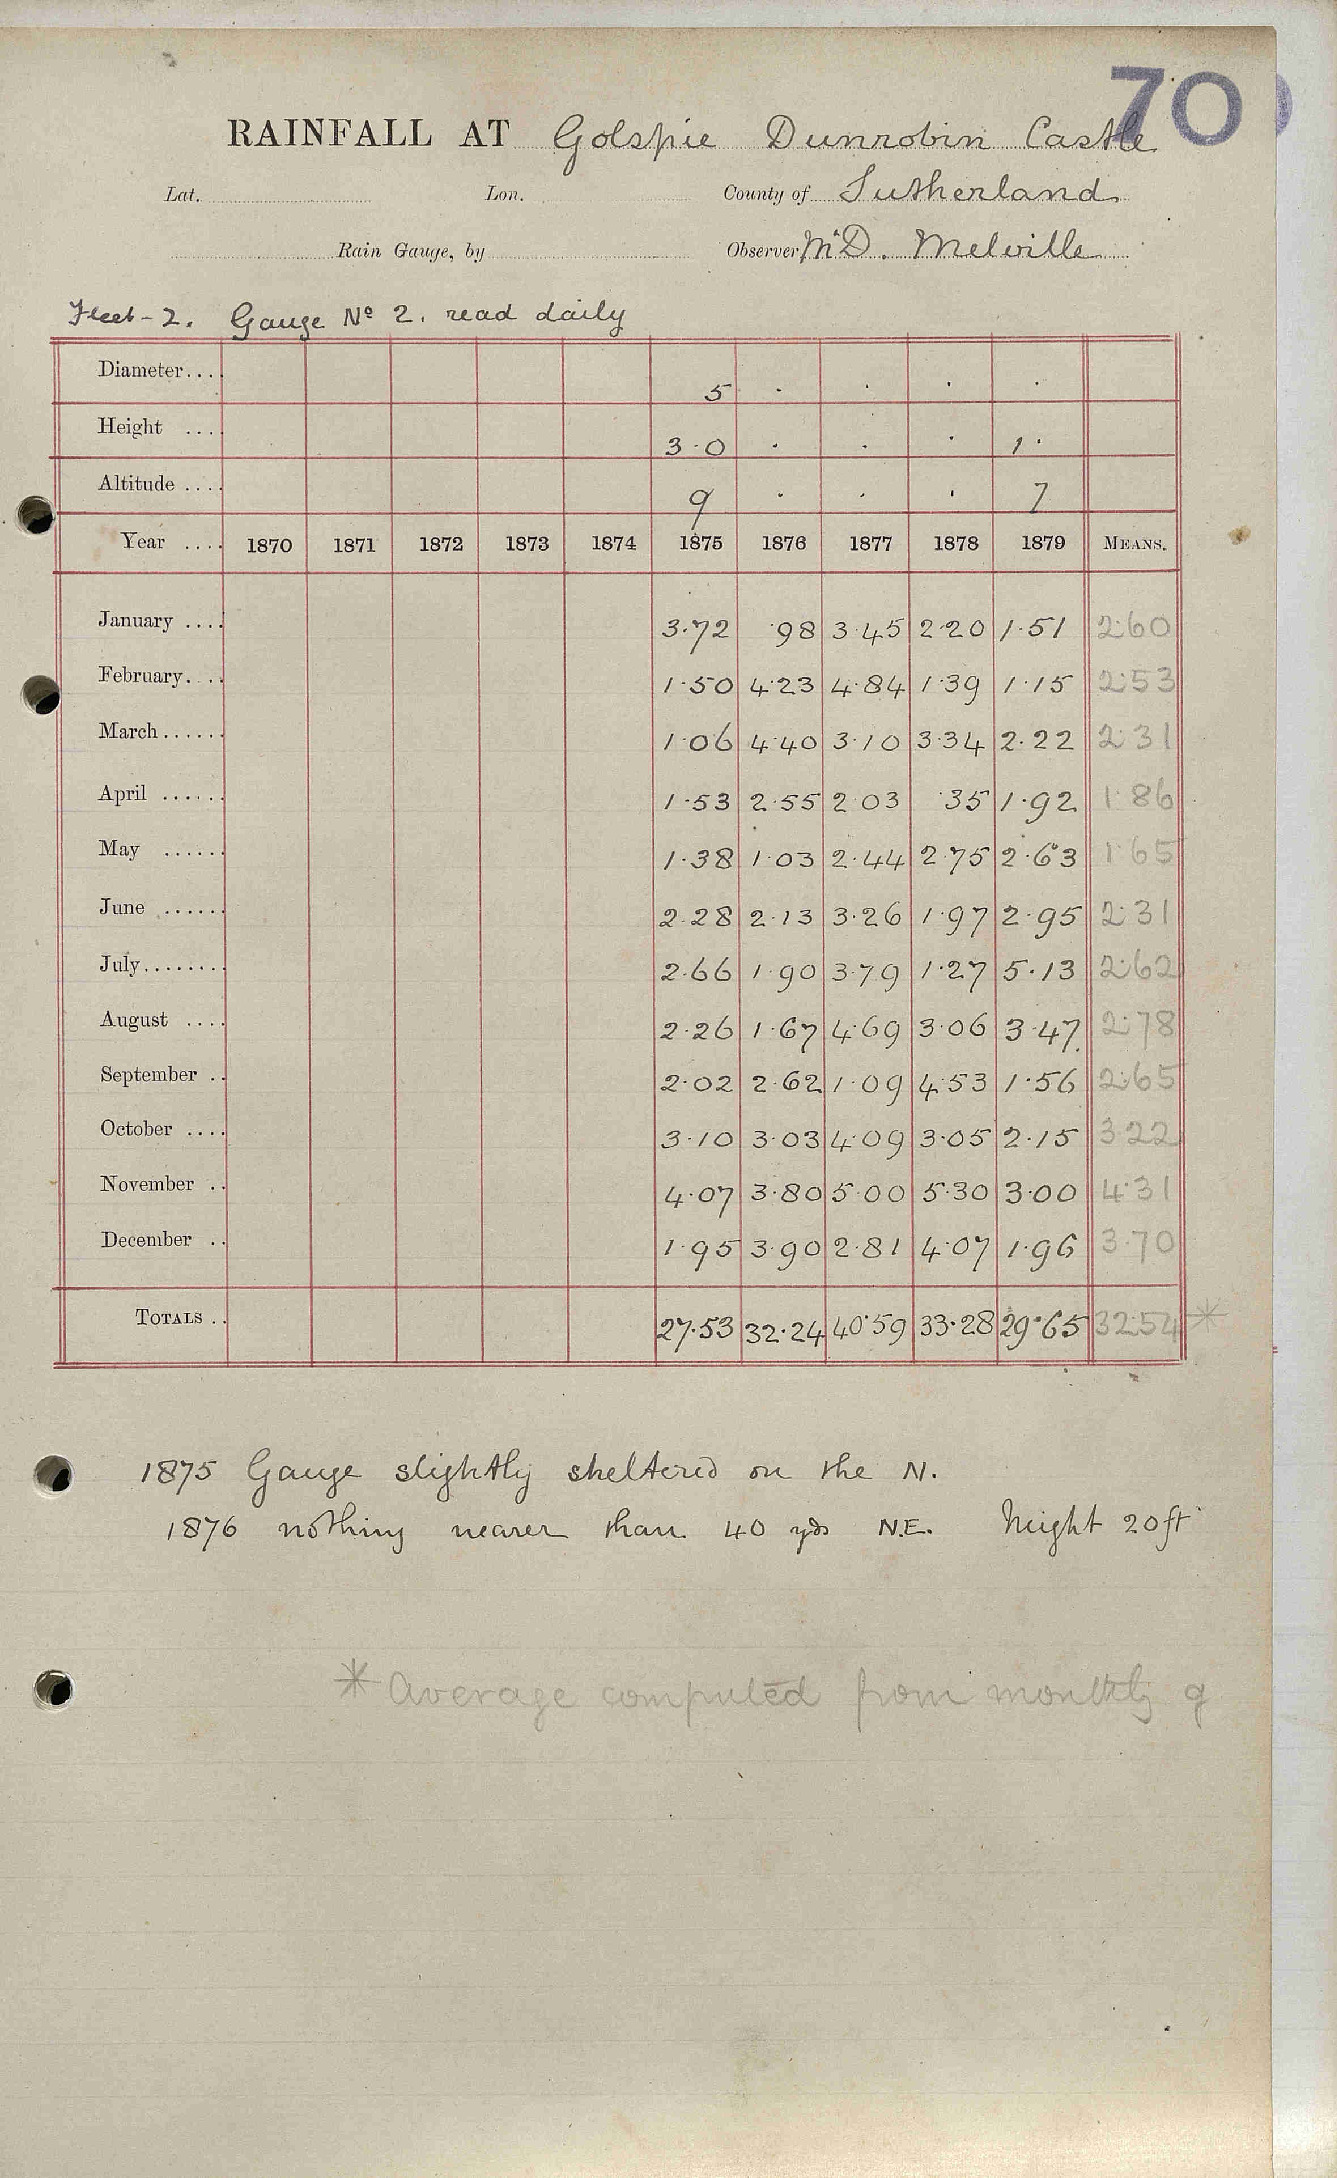 70
RAINFALL AT Golspie Dunrobin Castle
Lat. Lon. County of Sutherland
Rain Gauge, by Observer Mr D. Melville
Fleet-2. Gauge No 2. read daily
Diameter.... 5 · · · ·
Height .... 3·0 · · · 1·
Altitude .... 9 · · · 7
Year .... 1870 1871 1872 1873 1874 1875 1876 1877 1878 1879 MEANS.
January .... 3·72 ·98 3·45 2·20 1·51 2·60
February.... 1·50 4·23 4·84 1·39 1·15 2·53
March...... 1·06 4·40 3·10 3·34 2·22 2·31
April ...... 1·53 2·55 2·03 ·35 1·92 1·86
May ...... 1·38 1·03 2·44 2·75 2·63 1·65
June ...... 2·28 2·13 3·26 1·97 2·95 2·31
July........ 2·66 1·90 3·79 1·27 5·13 2·62
August .... 2·26 1·67 4·69 3·06 3·47 2·78
September .. 2·02 2·62 1·09 4·53 1·56 2·65
October .... 3·10 3·03 4·09 3·05 2·15 3·22
November .. 4·07 3·80 5·00 5·30 3·00 4·31
December .. 1·95 3·90 2·81 4·07 1·96 3·70
TOTALS .. 27·53 32·24 40·59 33·28 29·65 32·54 *
1875 Gauge slightly sheltered on the N.
1876 nothing nearer than 40 yds N.E. height 20ft
* Average computed from monthly